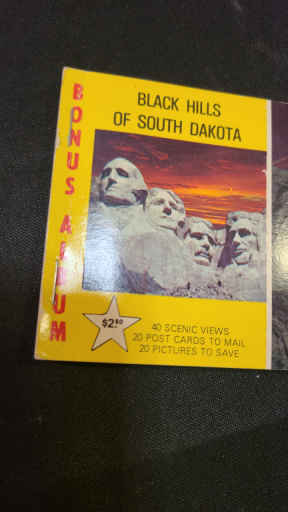 BONUS ALBUM
BLACK HILLS
OF SOUTH DAKOTA
$2.50
40 SCENIC VIEWS
20 POST CARDS TO MAIL
20 PICTURES TO SAVE